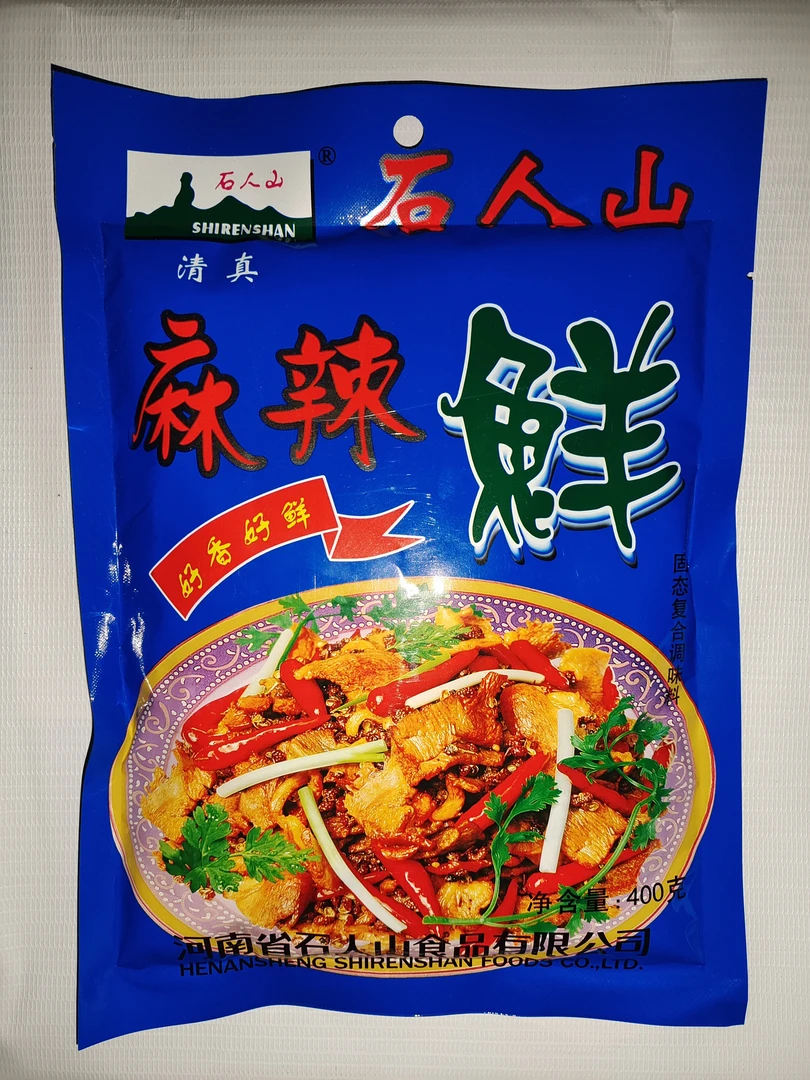 石人山
SHIRENSHAN
®
石人山
清真
麻辣鲜
好香好鲜
固态复合调味料
净含量：400克
河南省石人山食品有限公司
HENANSHENG SHIRENSHAN FOODS CO.,LTD.